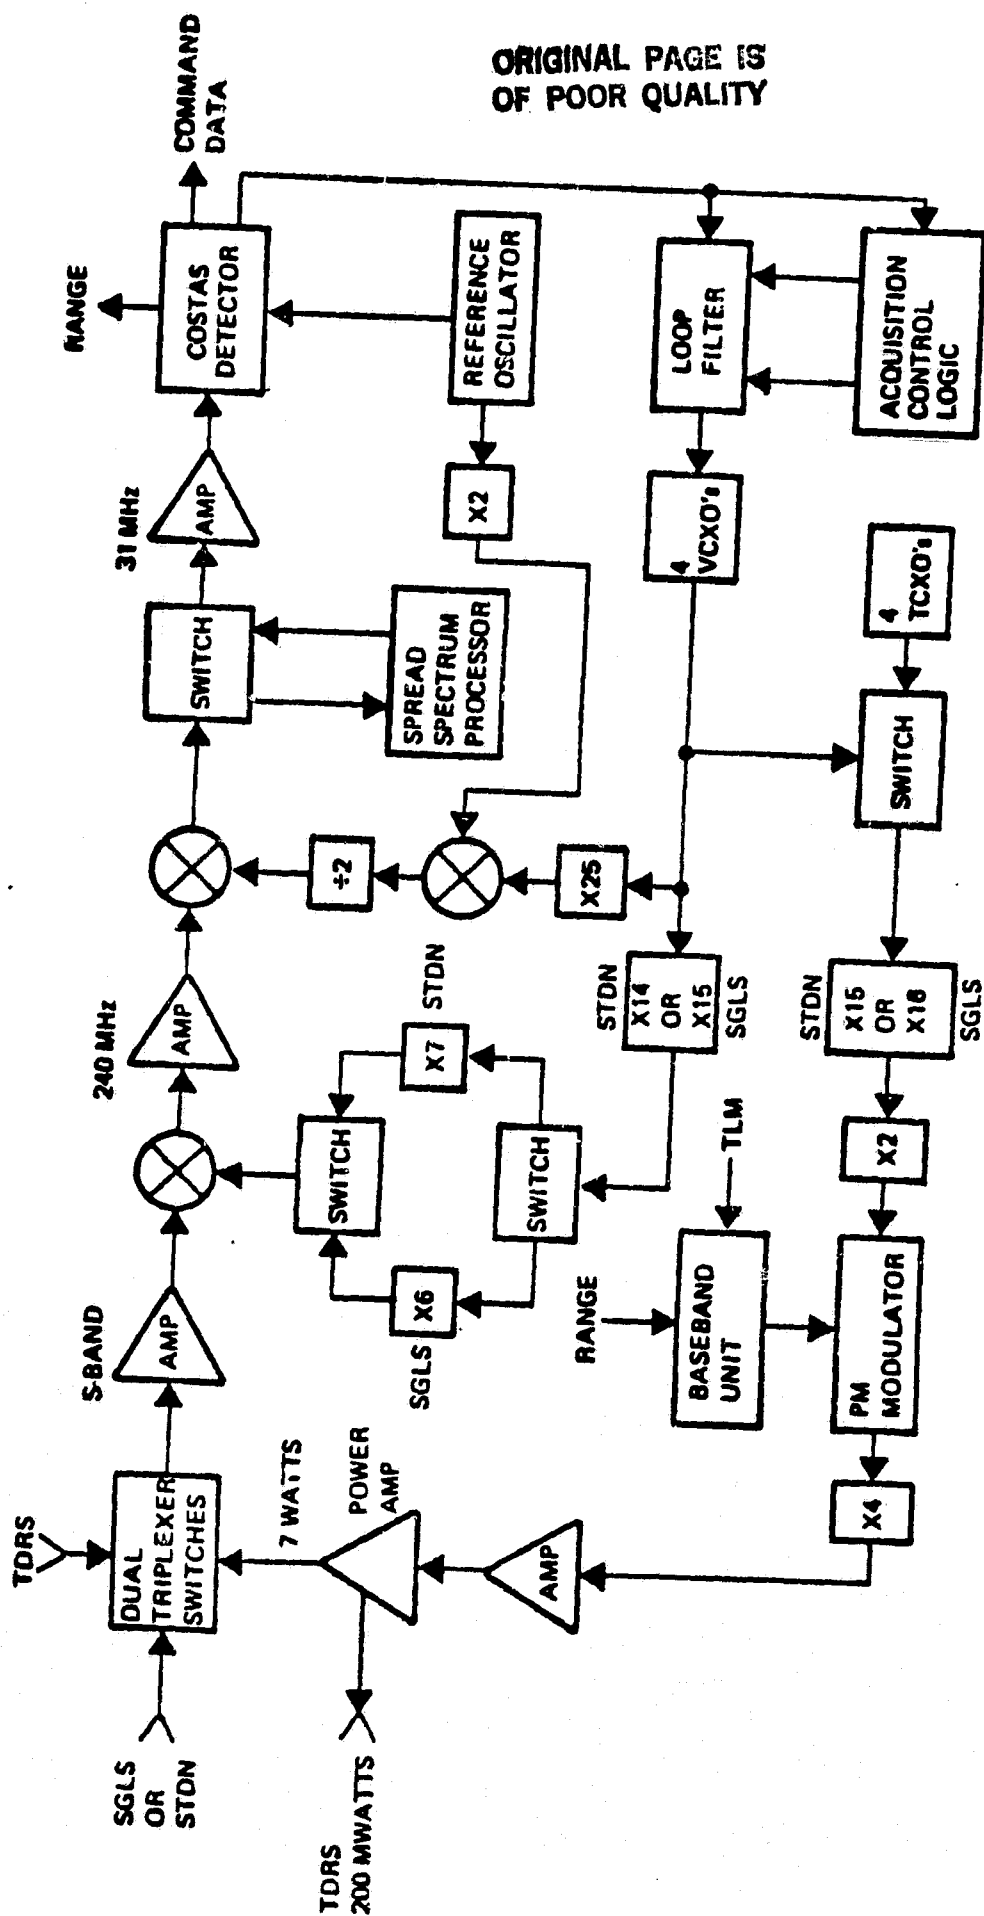 ORIGINAL PAGE IS
OF POOR QUALITY
TDRS
SGLS
OR
STDN
DUAL
TRIPLEXER
SWITCHES
S-BAND
AMP
240 MHz
AMP
SWITCH
31 MHz
AMP
RANGE
COSTAS
DETECTOR
COMMAND
DATA
SPREAD
SPECTRUM
PROCESSOR
X2
REFERENCE
OSCILLATOR
÷2
X25
SWITCH
SGLS
X6
X7
STDN
SWITCH
STDN
X14
OR
X15
SGLS
4
VCXO's
LOOP
FILTER
ACQUISITION
CONTROL
LOGIC
4
TCXO's
SWITCH
STDN
X15
OR
X16
SGLS
X2
RANGE
TLM
BASEBAND
UNIT
PM
MODULATOR
X4
AMP
POWER
AMP
7 WATTS
TDRS
200 MWATTS